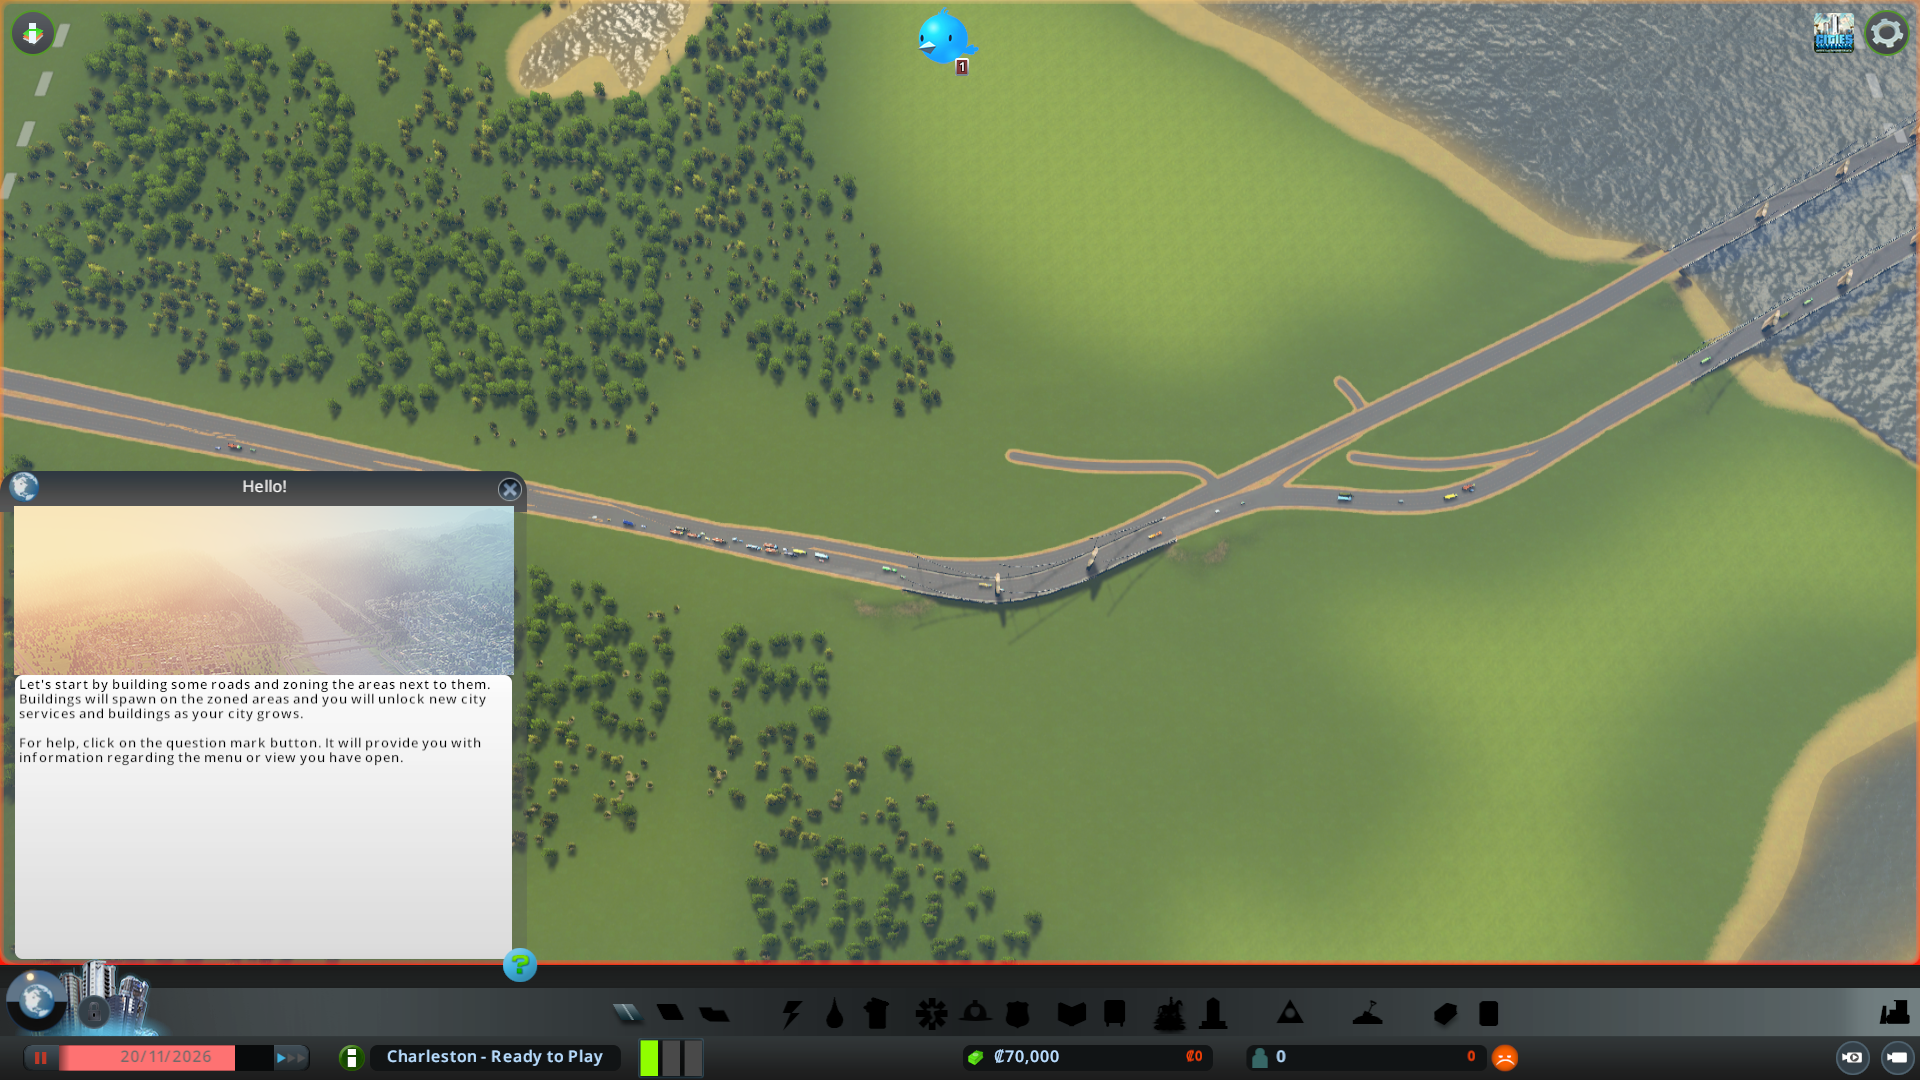 1
CITIES
Hello!
Let's start by building some roads and zoning the areas next to them.
Buildings will spawn on the zoned areas and you will unlock new city
services and buildings as your city grows.
For help, click on the question mark button. It will provide you with
information regarding the menu or view you have open.
?
20/11/2026
Charleston - Ready to Play
₡70,000
₡0
0
0